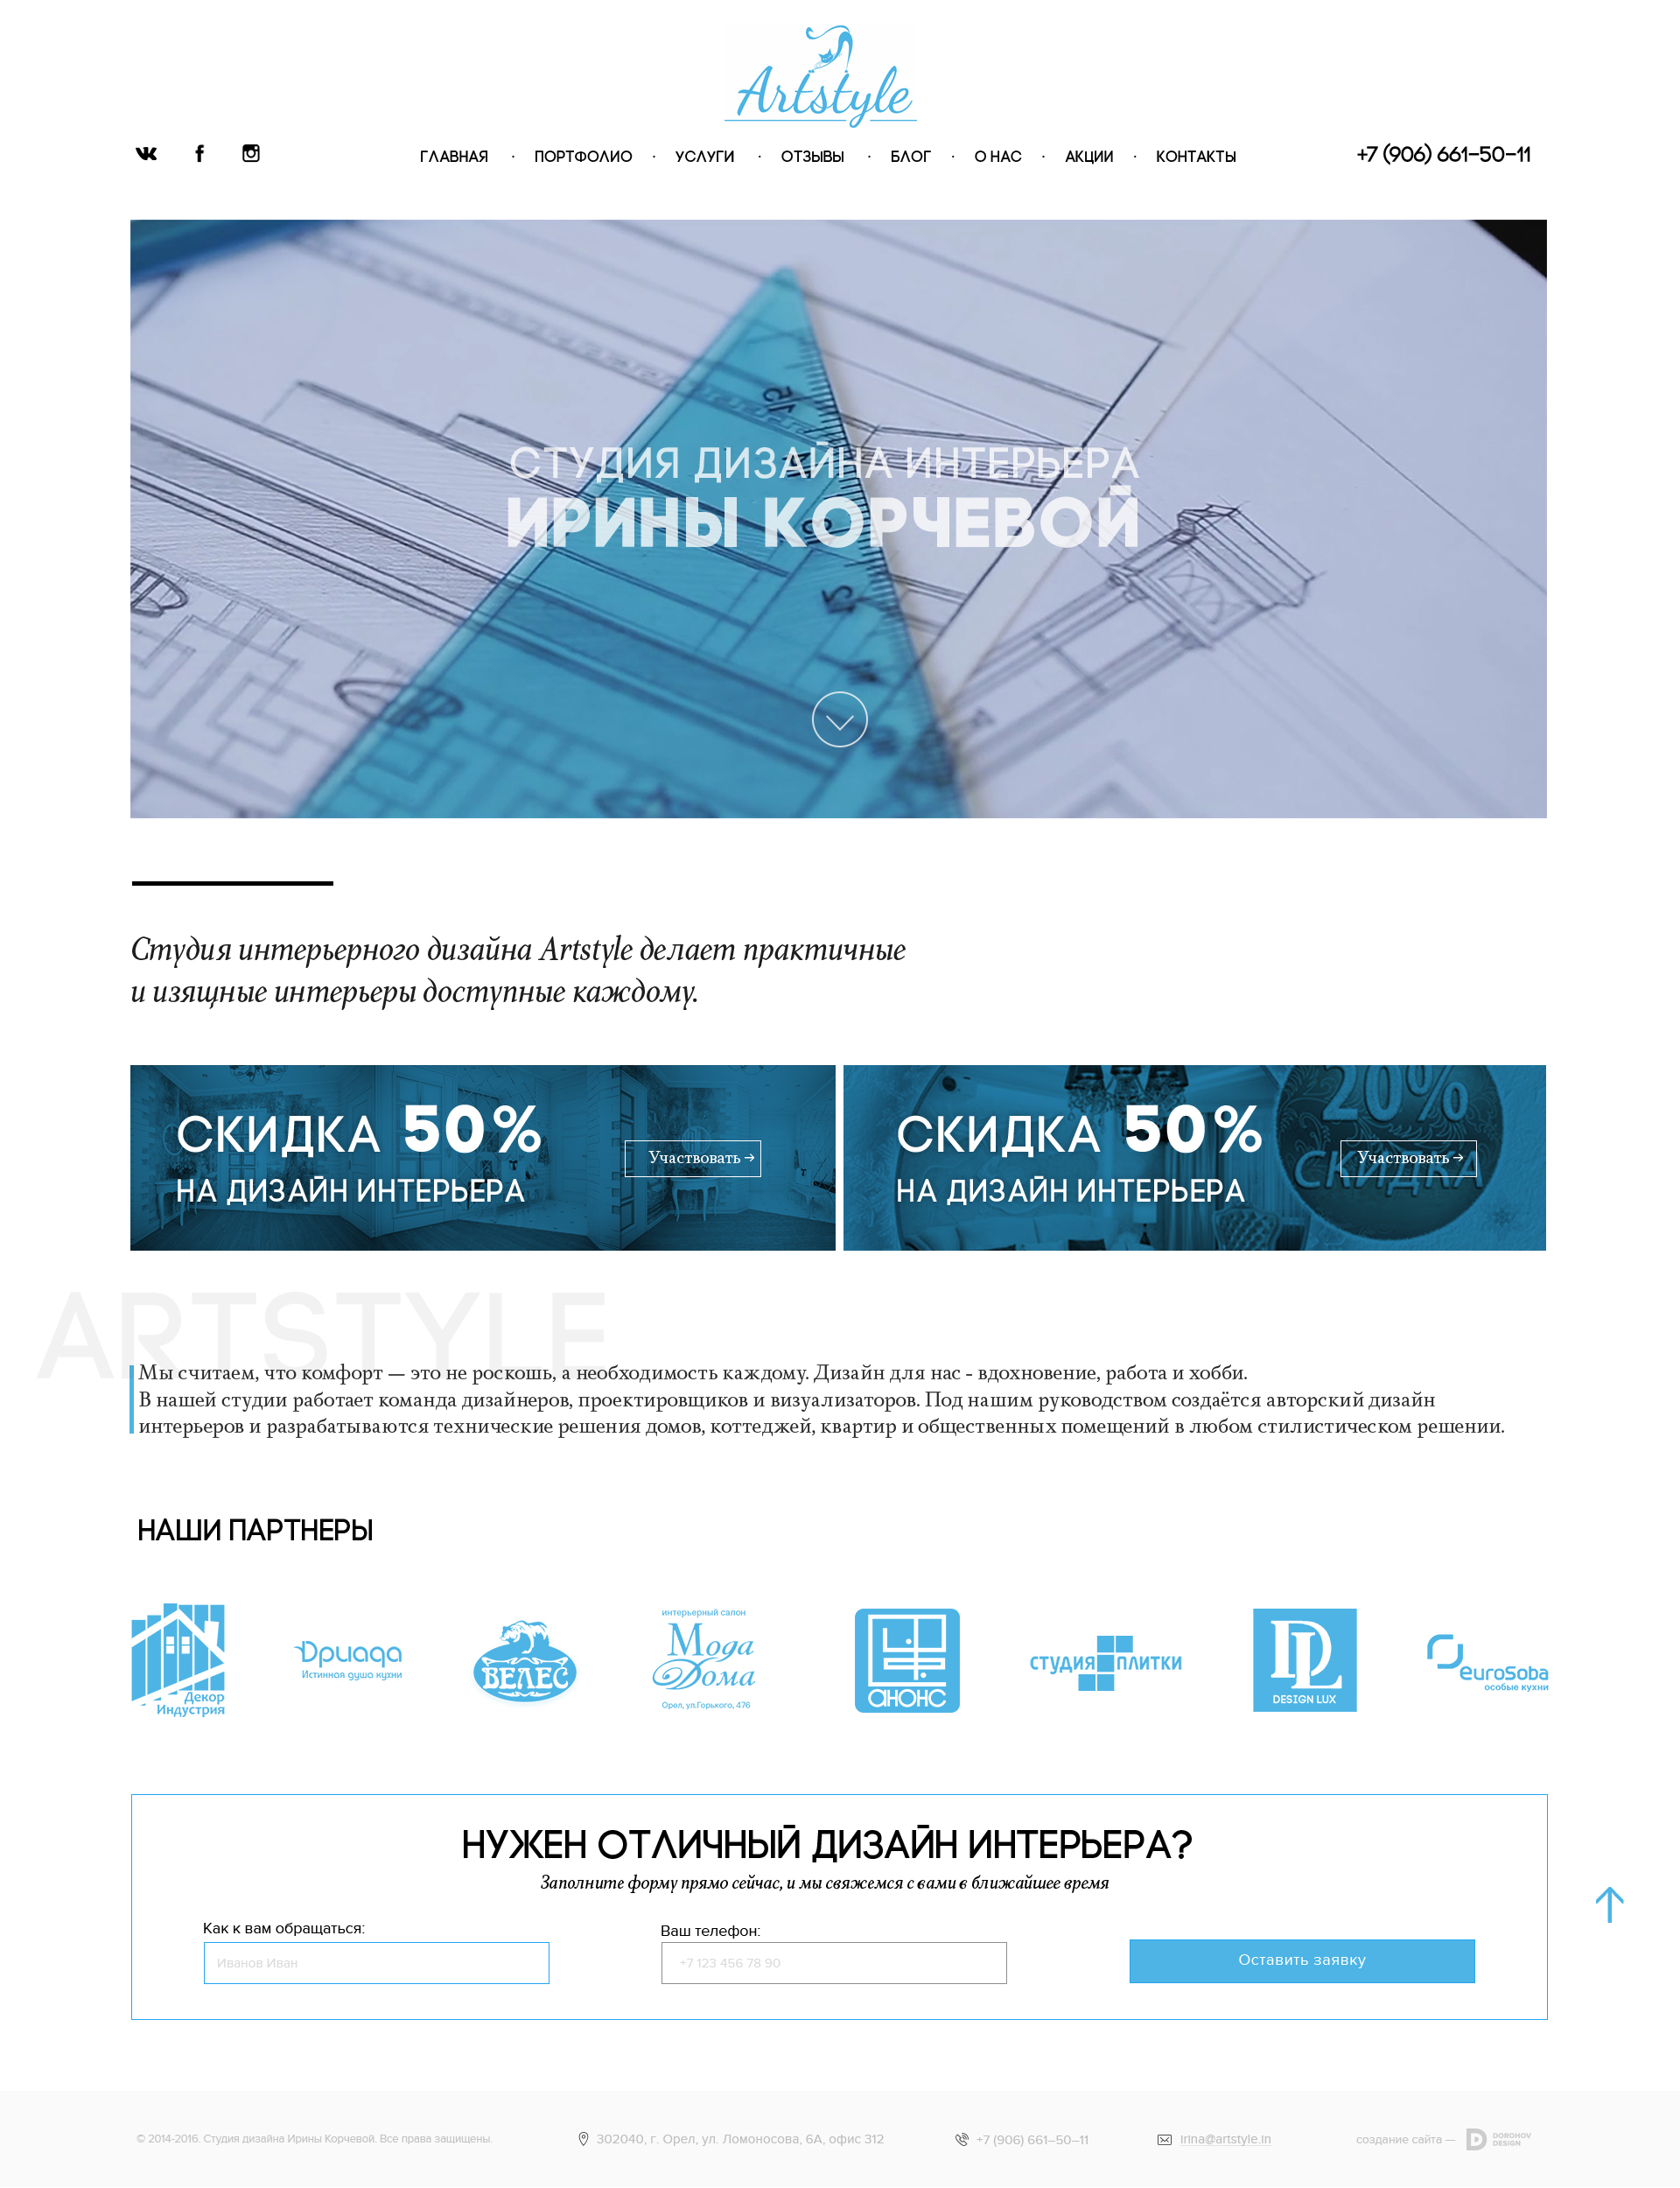 Artstyle
ГЛАВНАЯ · ПОРТФОЛИО · УСЛУГИ · ОТЗЫВЫ · БЛОГ · О НАС · АКЦИИ · КОНТАКТЫ
+7 (906) 661-50-11
СТУДИЯ ДИЗАЙНА ИНТЕРЬЕРА
ИРИНЫ КОРЧЕВОЙ
Студия интерьерного дизайна Artstyle делает практичные
и изящные интерьеры доступные каждому.
СКИДКА 50%
НА ДИЗАЙН ИНТЕРЬЕРА
Участвовать →
20%
СКИДКА
СКИДКА 50%
НА ДИЗАЙН ИНТЕРЬЕРА
Участвовать →
ARTSTYLE
Мы считаем, что комфорт — это не роскошь, а необходимость каждому. Дизайн для нас - вдохновение, работа и хобби.
В нашей студии работает команда дизайнеров, проектировщиков и визуализаторов. Под нашим руководством создаётся авторский дизайн
интерьеров и разрабатываются технические решения домов, коттеджей, квартир и общественных помещений в любом стилистическом решении.
НАШИ ПАРТНЕРЫ
Декор
Индустрия
Дриада
Истинная душа кухни
ВЕЛЕС
интерьерный салон
Мода
Дома
Орел, ул.Горького, 47б
АНОНС
СТУДИЯ ПЛИТКИ
DL
DESIGN LUX
euroSoba
особые кухни
НУЖЕН ОТЛИЧНЫЙ ДИЗАЙН ИНТЕРЬЕРА?
Заполните форму прямо сейчас, и мы свяжемся с вами в ближайшее время
Как к вам обращаться:
Иванов Иван
Ваш телефон:
+7 123 456 78 90
Оставить заявку
© 2014-2016. Студия дизайна Ирины Корчевой. Все права защищены.
302040, г. Орел, ул. Ломоносова, 6А, офис 312
+7 (906) 661–50–11
irina@artstyle.in
создание сайта —
DOROHOV
DESIGN